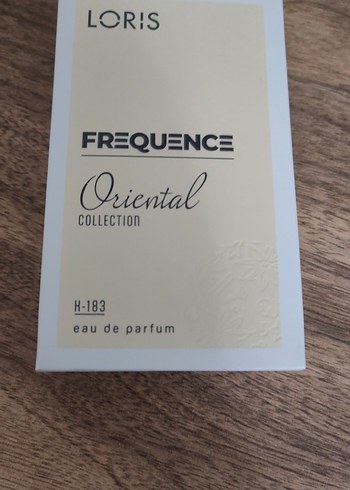 LORIS
FREQUENCE
Oriental
COLLECTION
K-183
eau de parfum